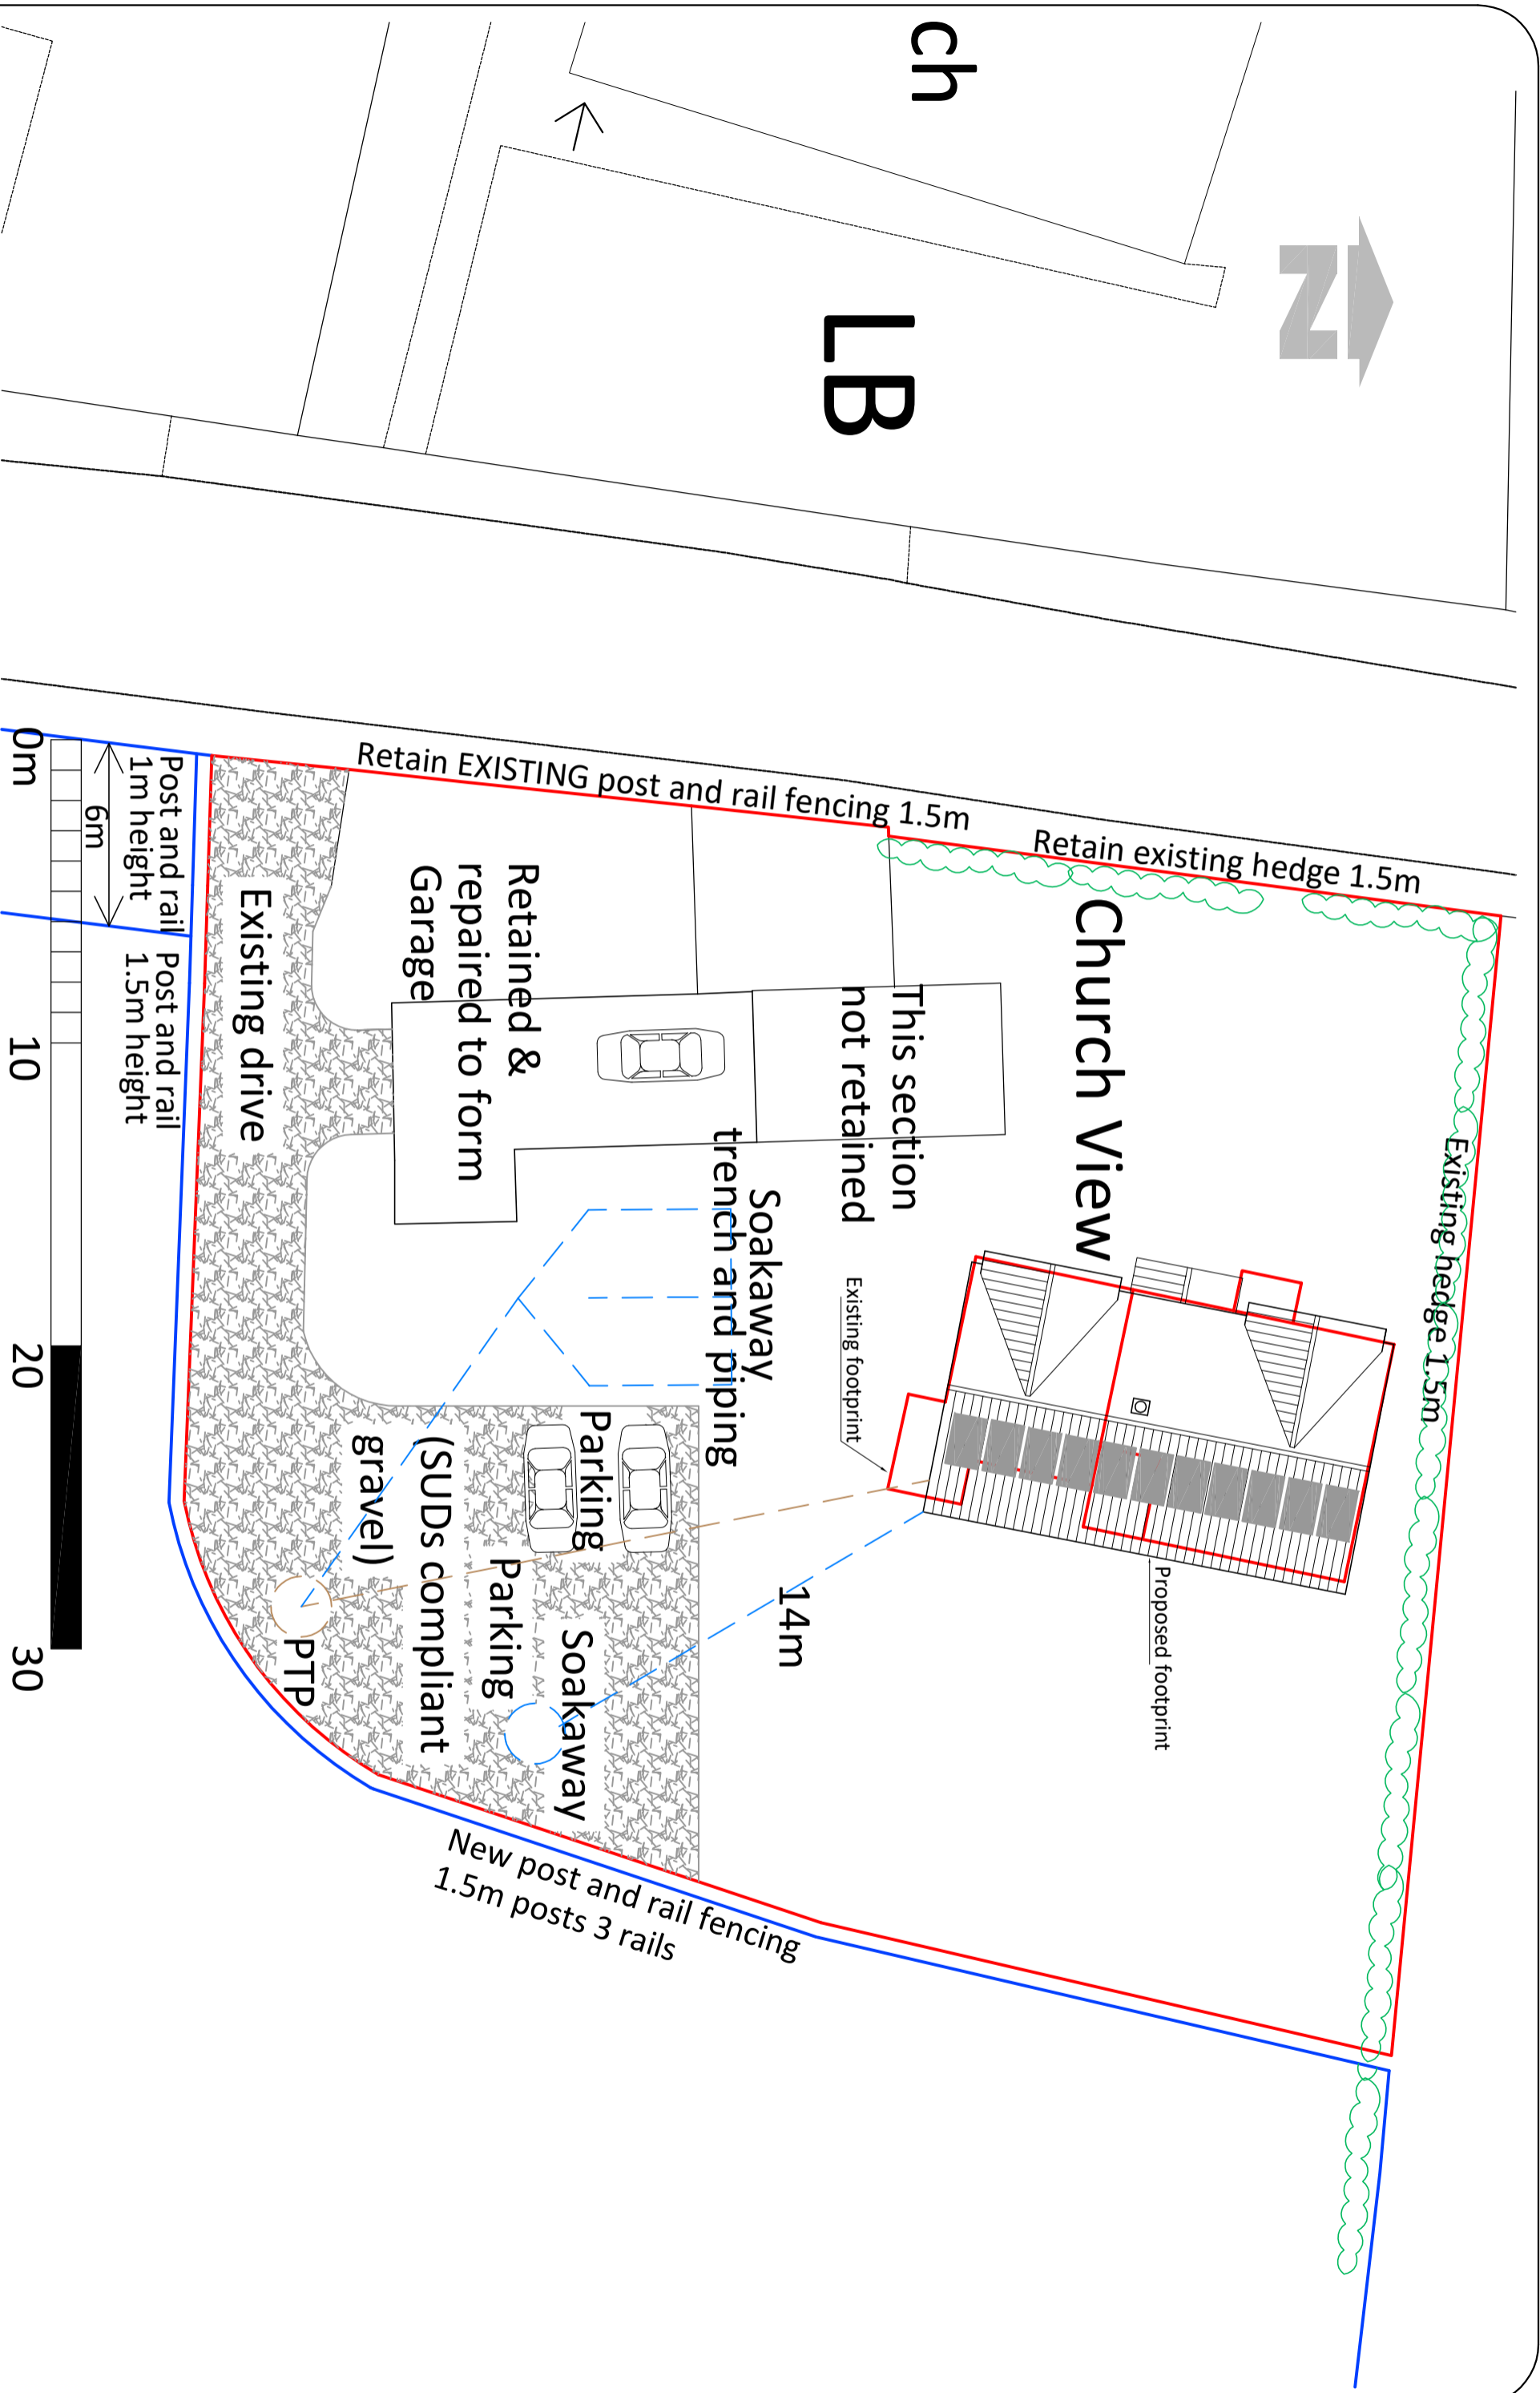 ch
N
LB
Existing hedge 1.5m
Retain existing hedge 1.5m
Retain EXISTING post and rail fencing 1.5m
Church View
Proposed footprint
Existing footprint
This section
not retained
Soakaway
trench and piping
14m
Retained &
repaired to form
Garage
Parking
Soakaway
Parking
(SUDs compliant
gravel)
PTP
Existing drive
New post and rail fencing
1.5m posts 3 rails
Post and rail
1m height
Post and rail
1.5m height
6m
0m
10
20
30